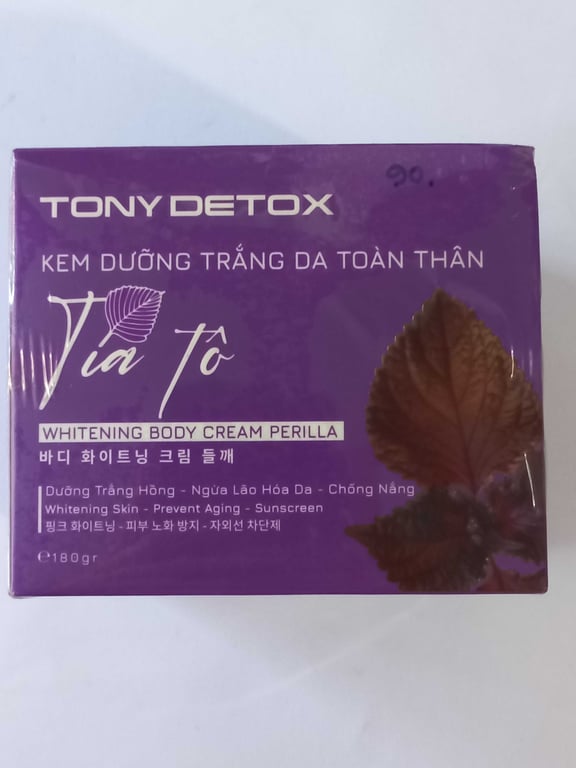 90.
TONY DETOX
KEM DƯỠNG TRẮNG DA TOÀN THÂN
Tía Tô
WHITENING BODY CREAM PERILLA
바디 화이트닝 크림 들깨
Dưỡng Trắng Hồng - Ngừa Lão Hóa Da - Chống Nắng
Whitening Skin - Prevent Aging - Sunscreen
핑크 화이트닝 - 피부 노화 방지 - 자외선 차단제
℮180gr